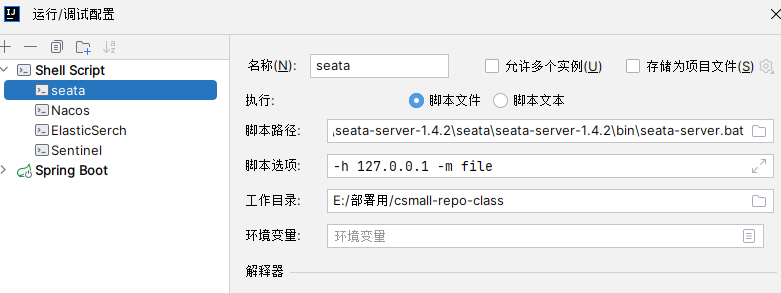 运行/调试配置
Shell Script
seata
Nacos
ElasticSerch
Sentinel
Spring Boot
名称(N): seata 允许多个实例(U) 存储为项目文件(S)
执行: 脚本文件 脚本文本
脚本路径: \seata-server-1.4.2\seata\seata-server-1.4.2\bin\seata-server.bat
脚本选项: -h 127.0.0.1 -m file
工作目录: E:/部署用/csmall-repo-class
环境变量: 环境变量
解释器